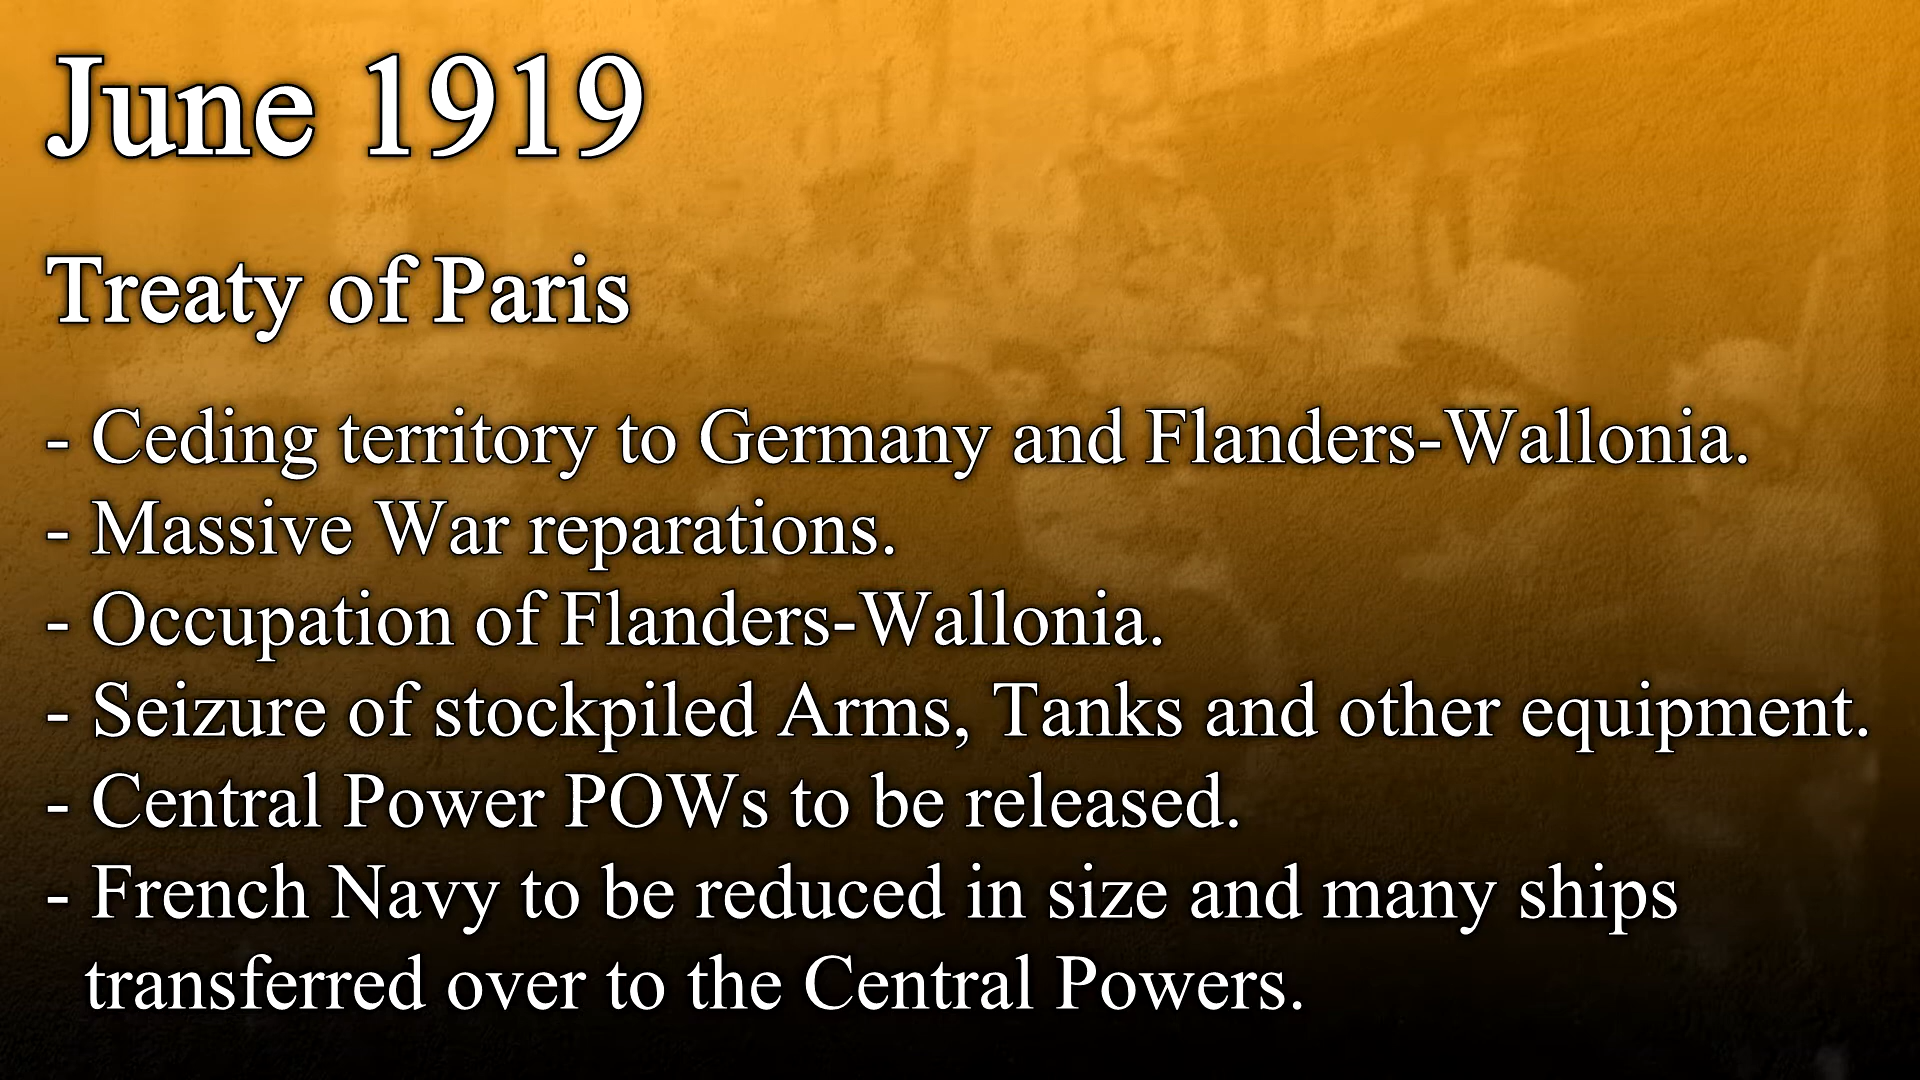 June 1919
Treaty of Paris
- Ceding territory to Germany and Flanders-Wallonia.
- Massive War reparations.
- Occupation of Flanders-Wallonia.
- Seizure of stockpiled Arms, Tanks and other equipment.
- Central Power POWs to be released.
- French Navy to be reduced in size and many ships
transferred over to the Central Powers.